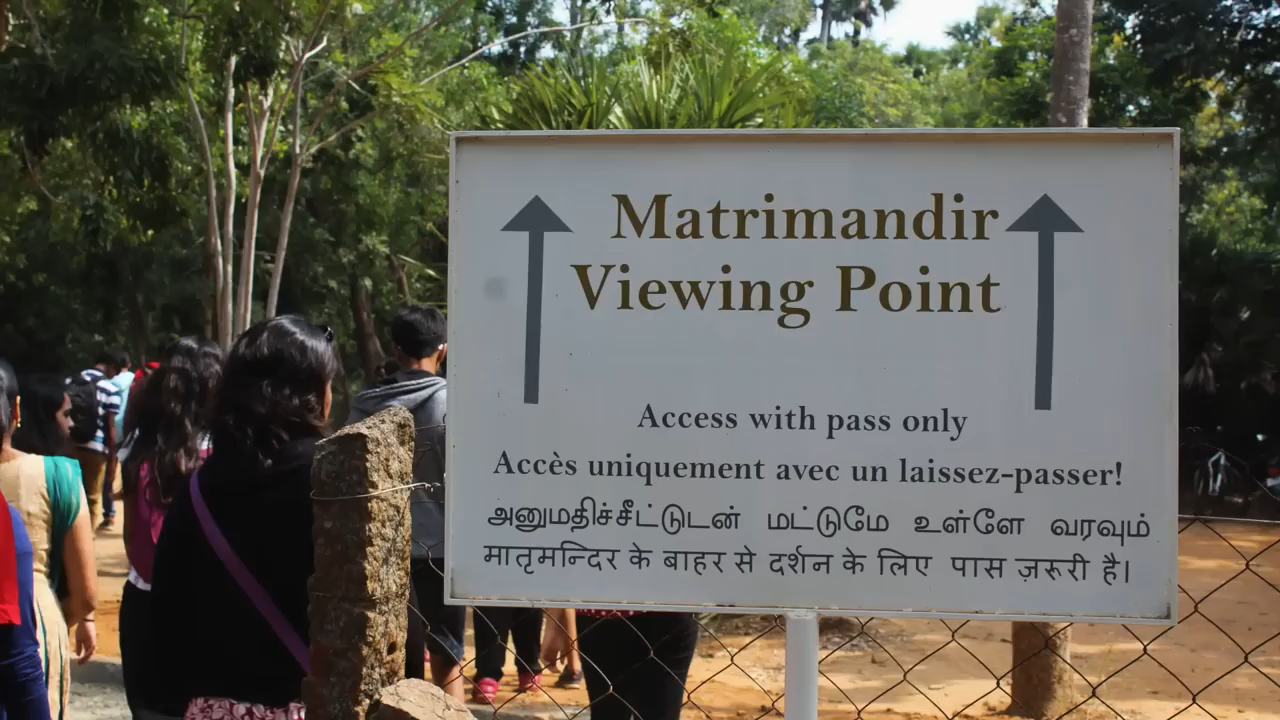 Matrimandir
Viewing Point
Access with pass only
Accès uniquement avec un laissez-passer!
அனுமதிச்சீட்டுடன் மட்டுமே உள்ளே வரவும்
मातृमन्दिर के बाहर से दर्शन के लिए पास ज़रूरी है।